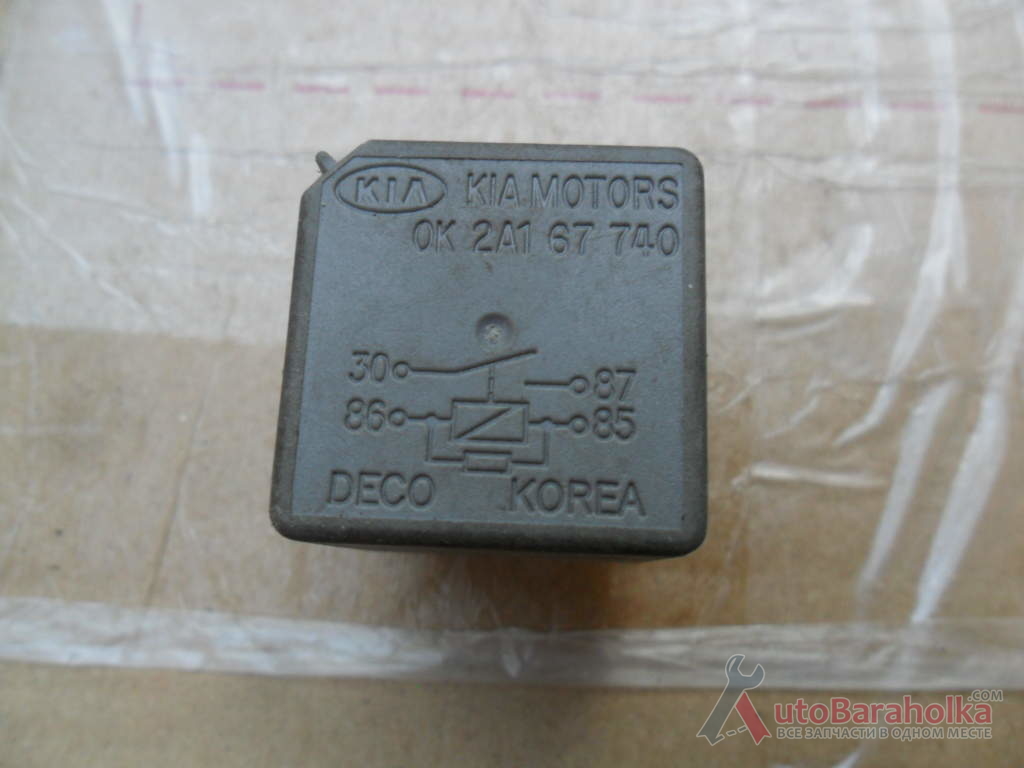 KIA KIA MOTORS
0K 2A1 67 740
30 87
86 85
DECO KOREA
AutoBaraholka.COM
ВСЕ ЗАПЧАСТИ В ОДНОМ МЕСТЕ